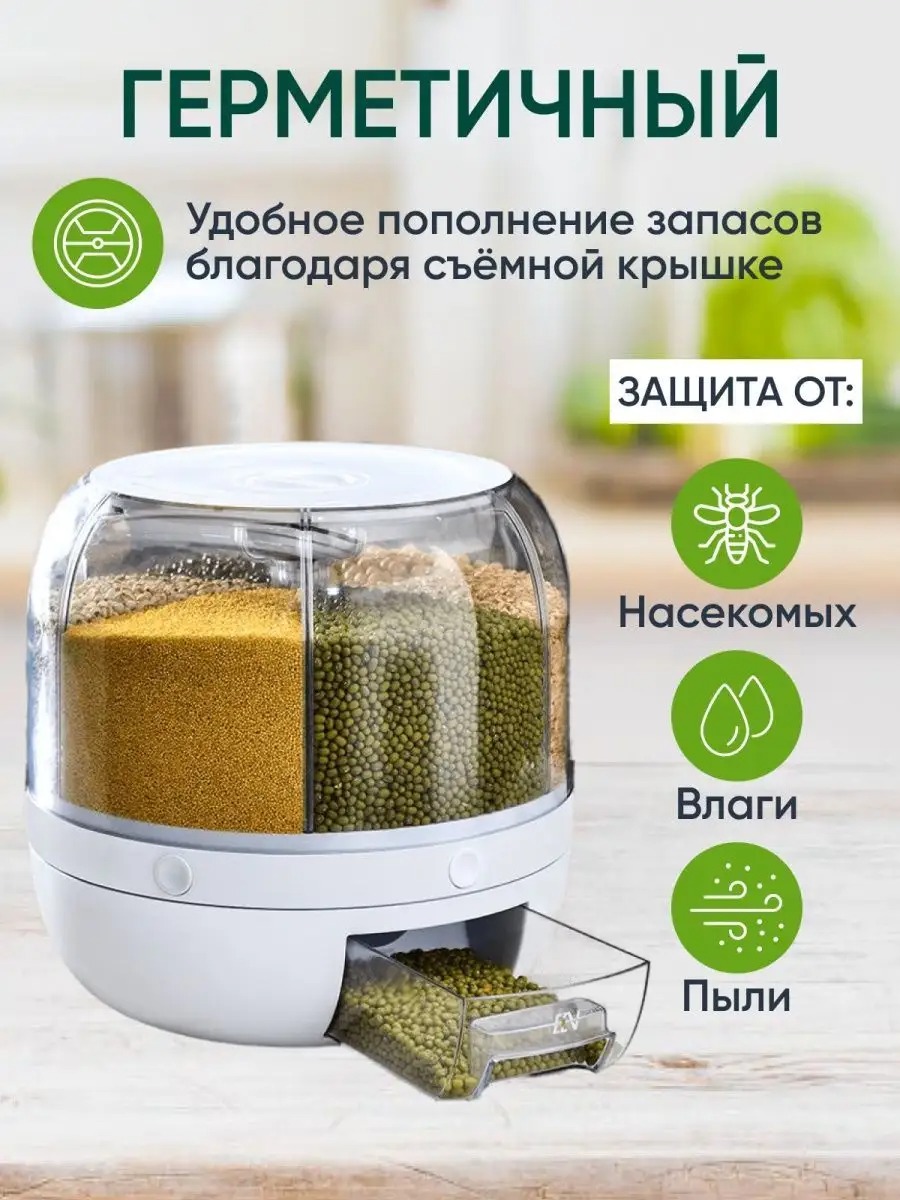 ГЕРМЕТИЧНЫЙ
Удобное пополнение запасов
благодаря съёмной крышке
ЗАЩИТА ОТ:
Насекомых
Влаги
Пыли